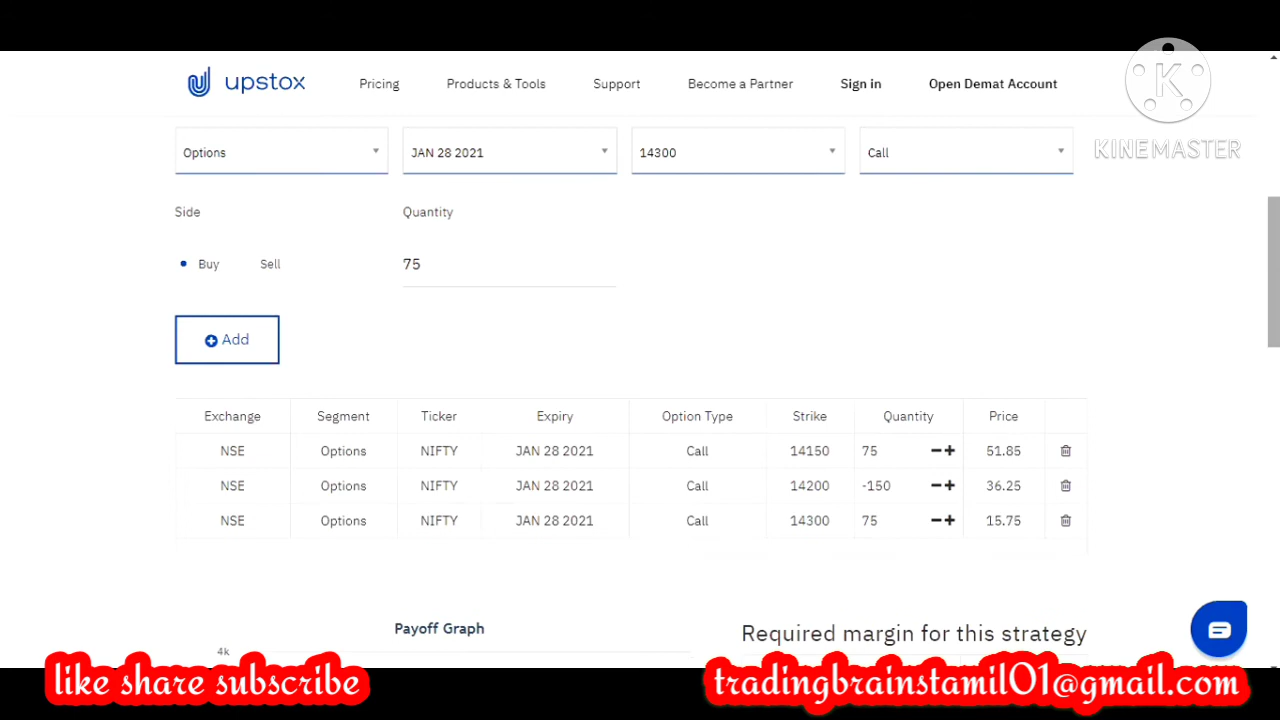 upstox Pricing Products & Tools Support Become a Partner Sign in Open Demat Account
K
KINEMASTER
Options JAN 28 2021 14300 Call
Side Quantity
Buy Sell 75
Add
Exchange Segment Ticker Expiry Option Type Strike Quantity Price
NSE Options NIFTY JAN 28 2021 Call 14150 75 51.85
NSE Options NIFTY JAN 28 2021 Call 14200 -150 36.25
NSE Options NIFTY JAN 28 2021 Call 14300 75 15.75
Payoff Graph Required margin for this strategy
4k
like share subscribe tradingbrainstamil01@gmail.com